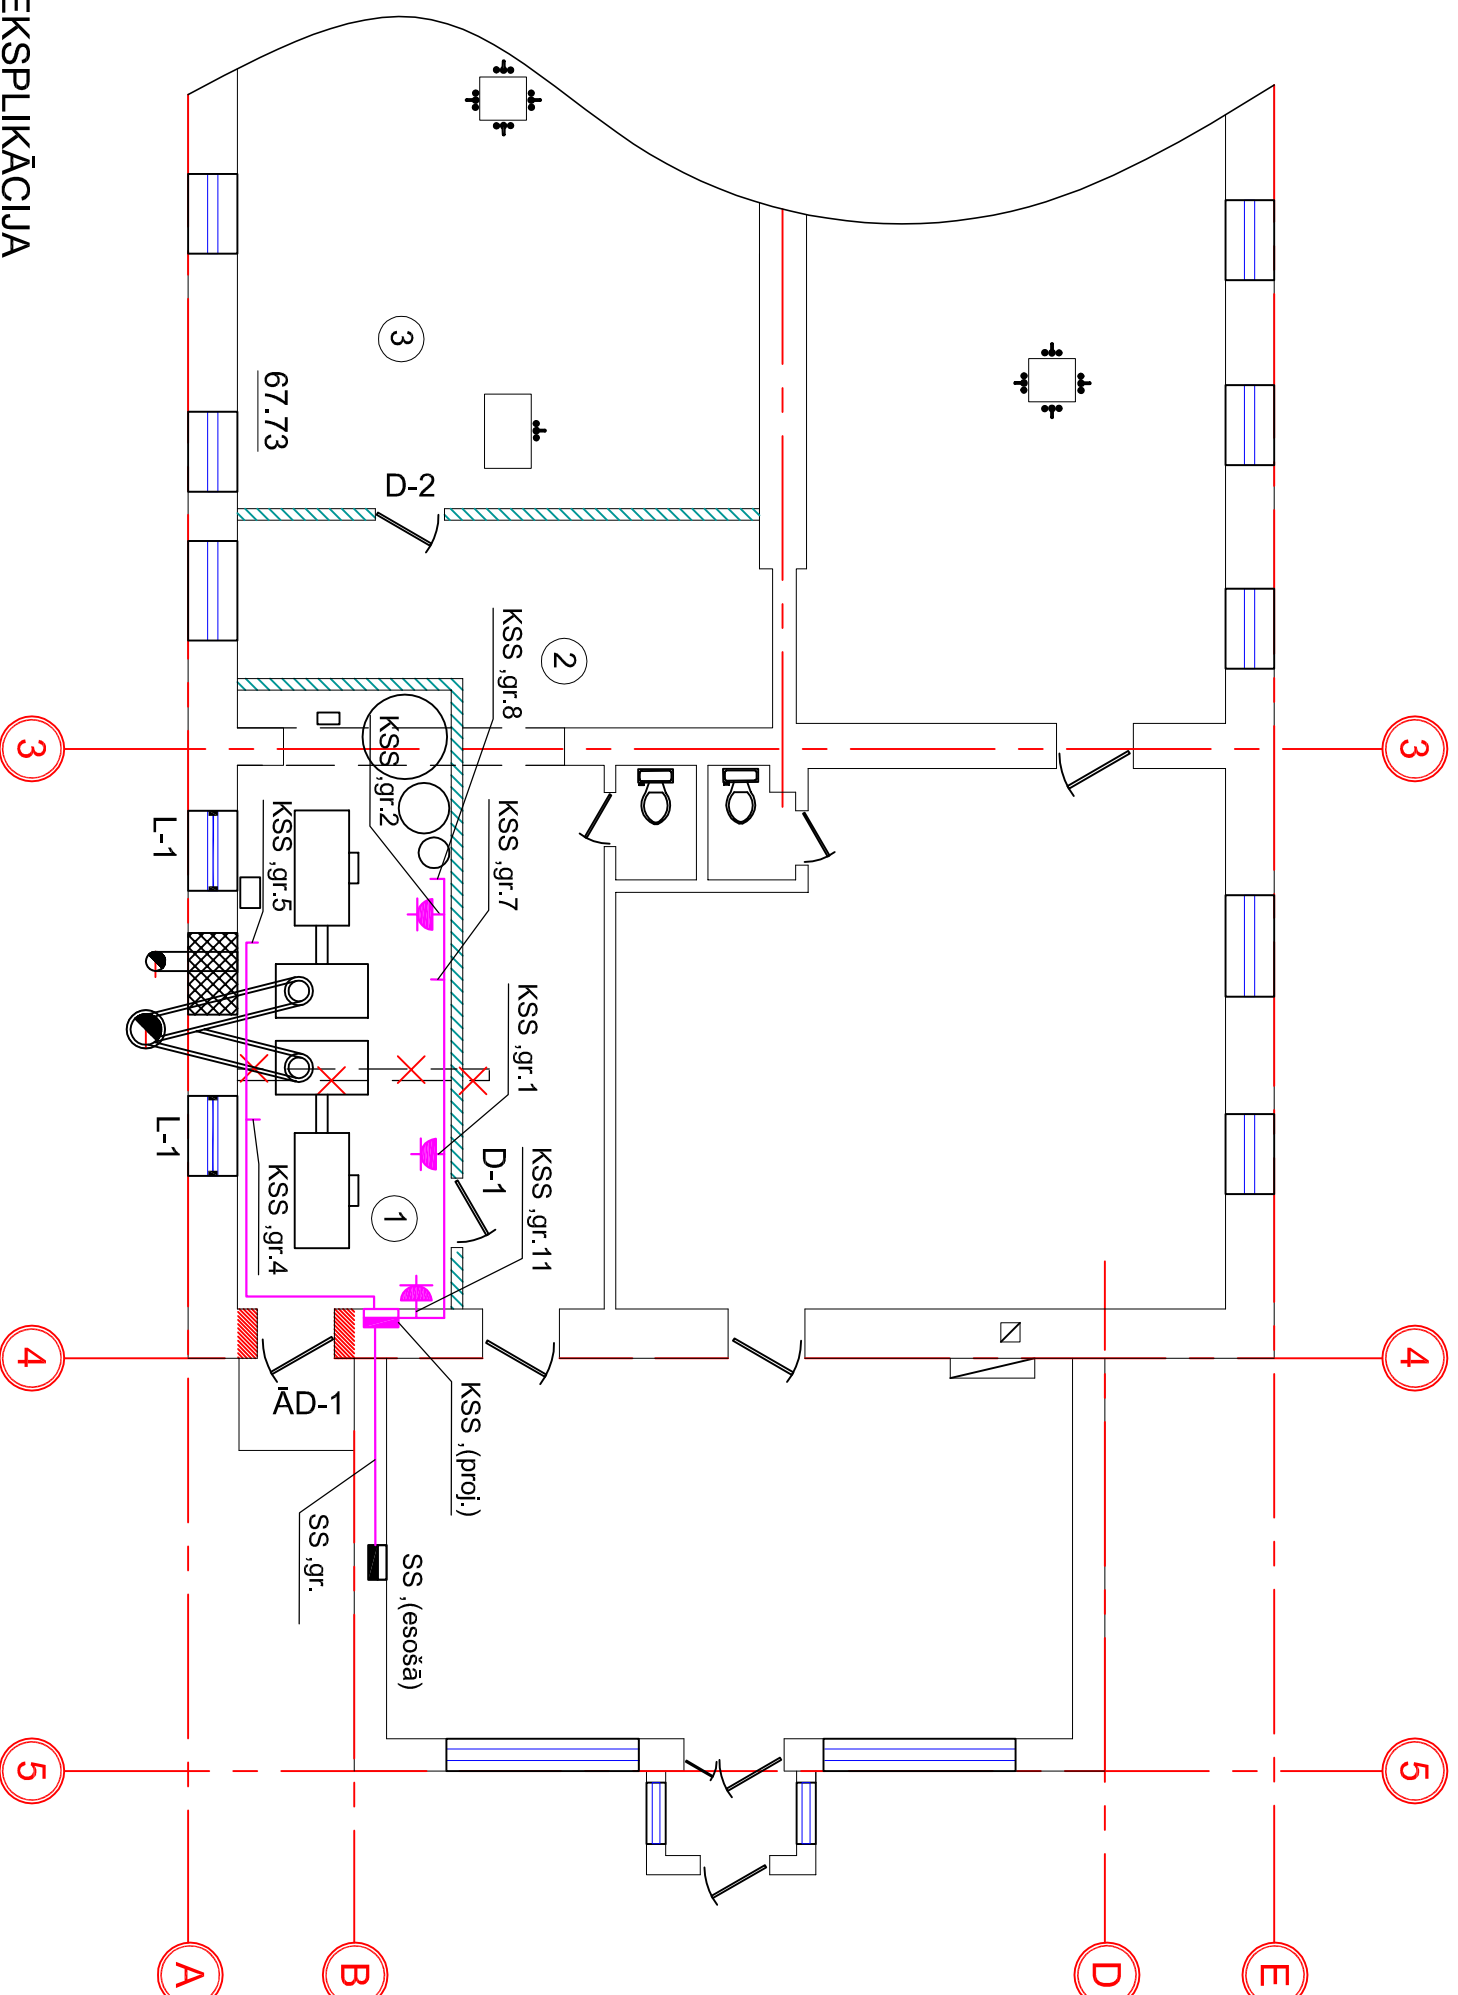 EKSPLIKĀCIJA
67.73
3
D-2
2
KSS ,gr.8
KSS ,gr.2
KSS ,gr.7
KSS ,gr.5
L-1
KSS ,gr.1
D-1
KSS ,gr.11
L-1
KSS ,gr.4
1
ĀD-1
KSS ,(proj.)
SS ,gr.
SS ,(esošā)
3
3
4
4
5
5
A
B
D
E